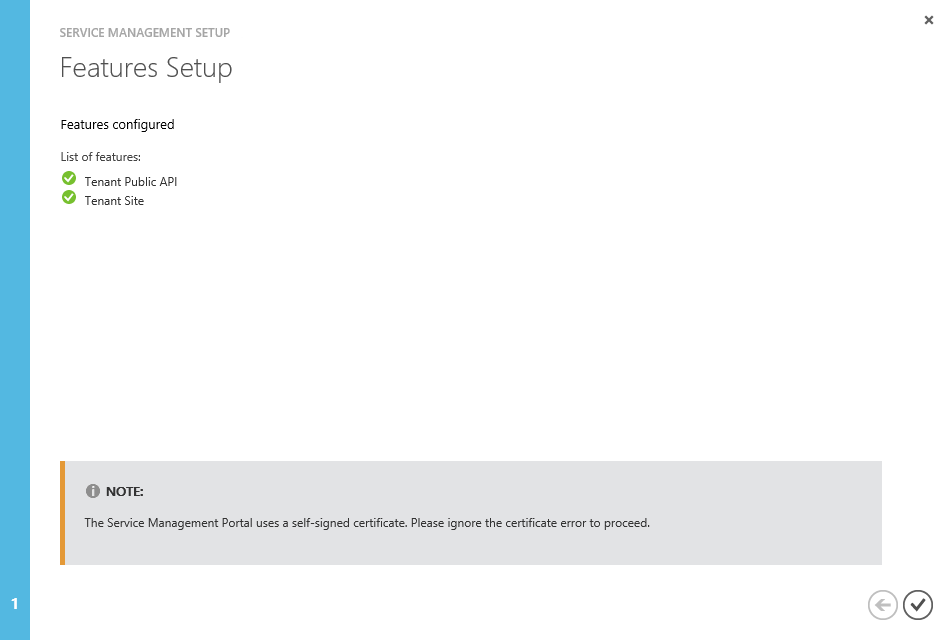 SERVICE MANAGEMENT SETUP
Features Setup
Features configured
List of features:
Tenant Public API
Tenant Site
NOTE:
The Service Management Portal uses a self-signed certificate. Please ignore the certificate error to proceed.
1